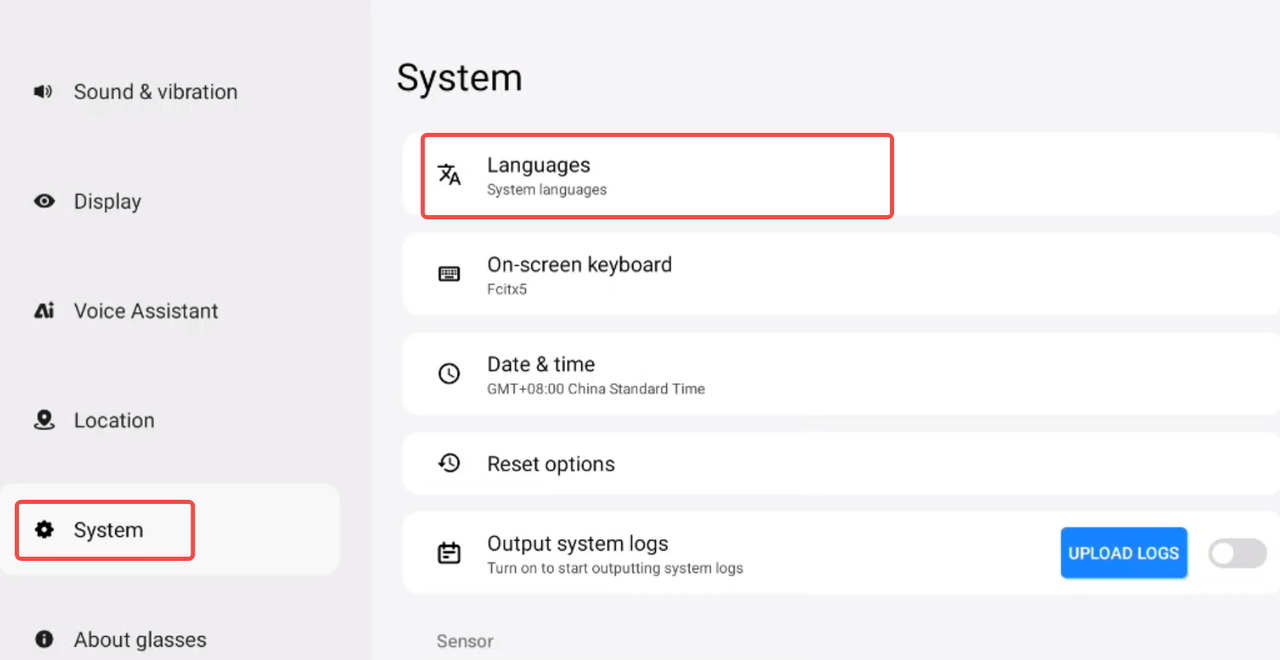 Sound & vibration
Display
Voice Assistant
Location
System
About glasses
System
Languages
System languages
On-screen keyboard
Fcitx5
Date & time
GMT+08:00 China Standard Time
Reset options
Output system logs
Turn on to start outputting system logs
UPLOAD LOGS
Sensor